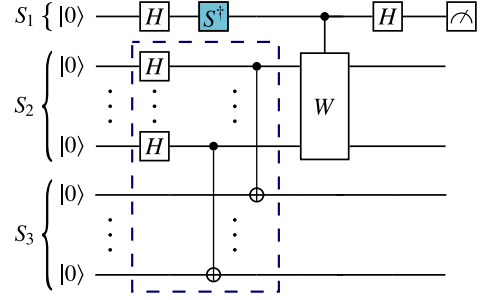 S₁ { |0⟩ H S† H
|0⟩ H
S₂ { W
|0⟩ H
|0⟩
S₃ {
|0⟩